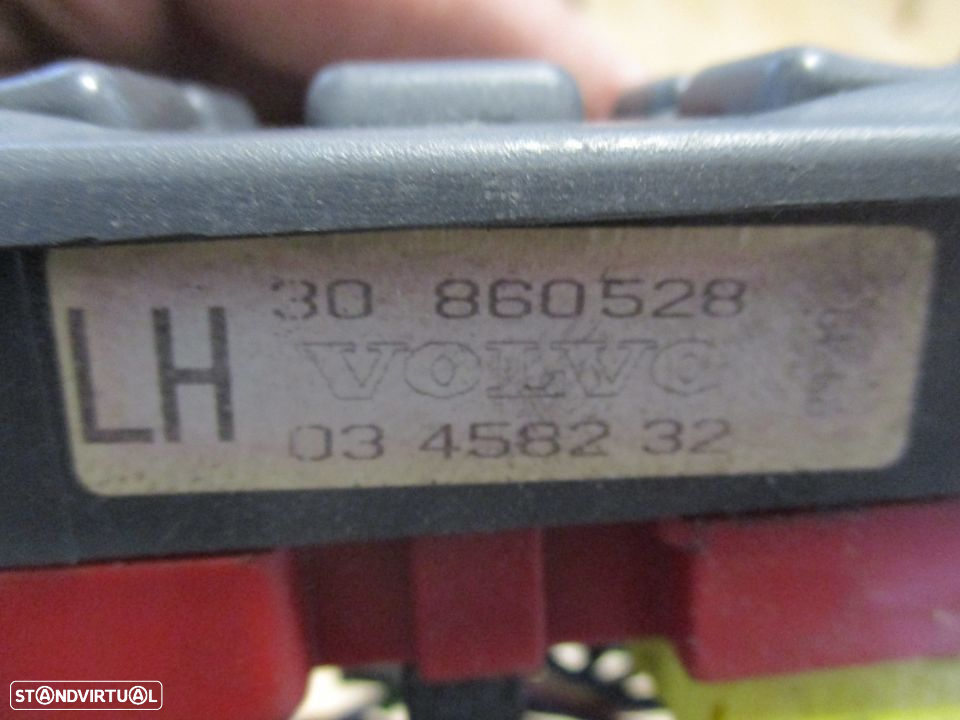 30 860528
LH
VOLVO
03 4582 32
STANDVIRTUAL